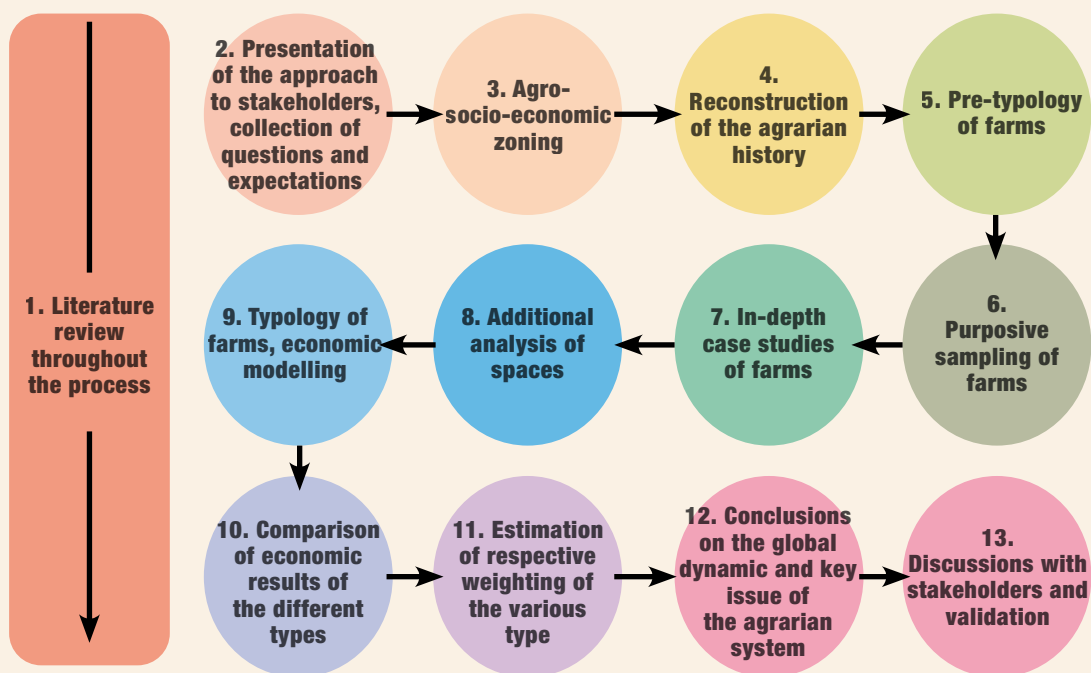 1. Literature
review
throughout
the process
2. Presentation
of the approach
to stakeholders,
collection of
questions and
expectations
3. Agro-
socio-economic
zoning
4.
Reconstruction
of the agrarian
history
5. Pre-typology
of farms
6.
Purposive
sampling of
farms
7. In-depth
case studies
of farms
8. Additional
analysis of
spaces
9. Typology of
farms, economic
modelling
10. Comparison
of economic
results of
the different
types
11. Estimation
of respective
weighting of
the various
type
12. Conclusions
on the global
dynamic and key
issue of
the agrarian
system
13.
Discussions with
stakeholders and
validation